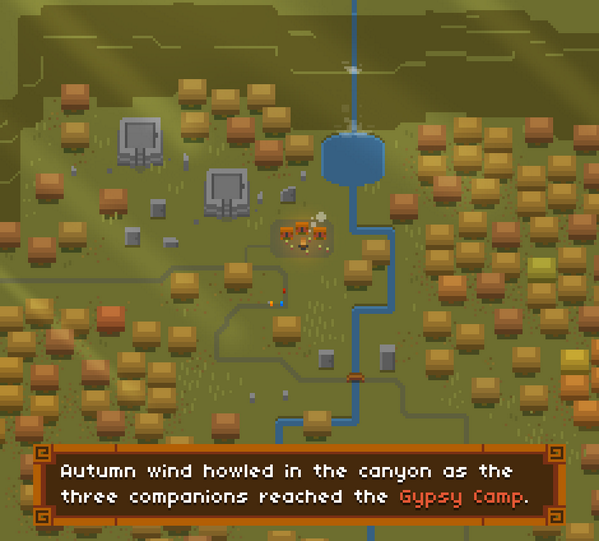 Autumn wind howled in the canyon as the
three companions reached the Gypsy Camp.